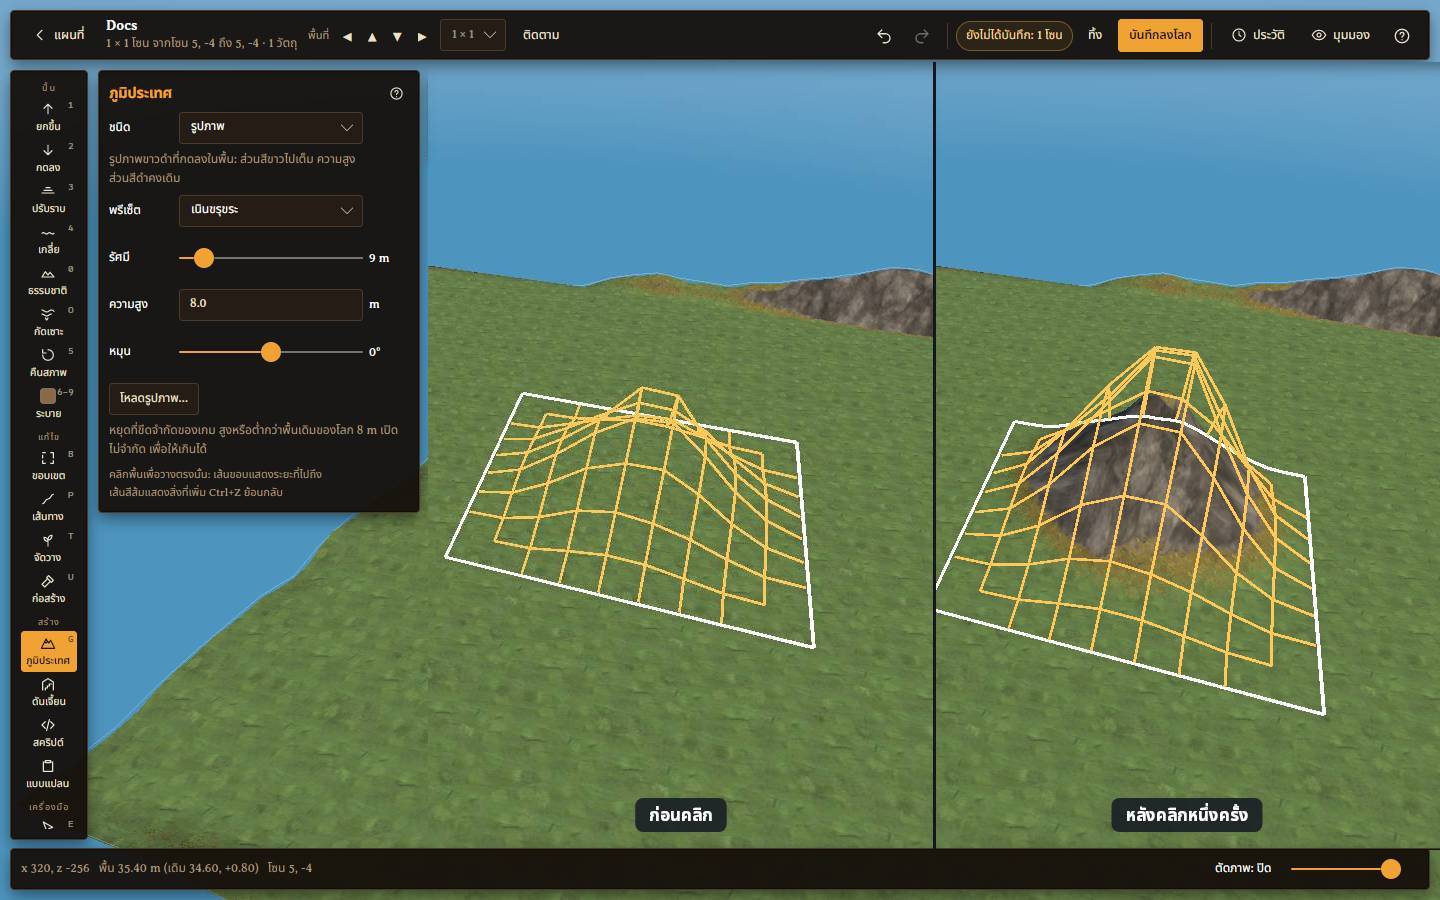 แผนที่
Docs
1 × 1 โซน จากโซน 5, -4 ถึง 5, -4 · 1 วัตถุ
พื้นที่
1 × 1
ติดตาม
ยังไม่ได้บันทึก: 1 โซน
ทิ้ง
บันทึกลงโลก
ประวัติ
มุมมอง
ปั้น
ยกขึ้น 1
กดลง 2
ปรับราบ 3
เกลี่ย 4
ธรรมชาติ 0
กัดเซาะ O
คืนสภาพ 5
ระบาย 6–9
แก้ไข
ขอบเขต B
เส้นทาง P
จัดวาง T
ก่อสร้าง U
สร้าง
ภูมิประเทศ G
ดันเจี้ยน
สคริปต์
แบบแปลน
เครื่องมือ
E
ภูมิประเทศ
ชนิด รูปภาพ
รูปภาพขาวดำที่กดลงในพื้น: ส่วนสีขาวไปเต็ม ความสูง
ส่วนสีดำคงเดิม
พรีเซ็ต เนินขรุขระ
รัศมี 9 m
ความสูง 8.0 m
หมุน 0°
โหลดรูปภาพ...
หยุดที่ขีดจำกัดของเกม สูงหรือต่ำกว่าพื้นเดิมของโลก 8 m เปิด
ไม่จำกัด เพื่อให้เกินได้
คลิกพื้นเพื่อวางตรงนั้น: เส้นขอบแสดงระยะที่ไปถึง
เส้นสีส้มแสดงสิ่งที่เพิ่ม Ctrl+Z ย้อนกลับ
ก่อนคลิก
หลังคลิกหนึ่งครั้ง
x 320, z -256 พื้น 35.40 m (เดิม 34.60, +0.80) โซน 5, -4
ตัดภาพ: ปิด